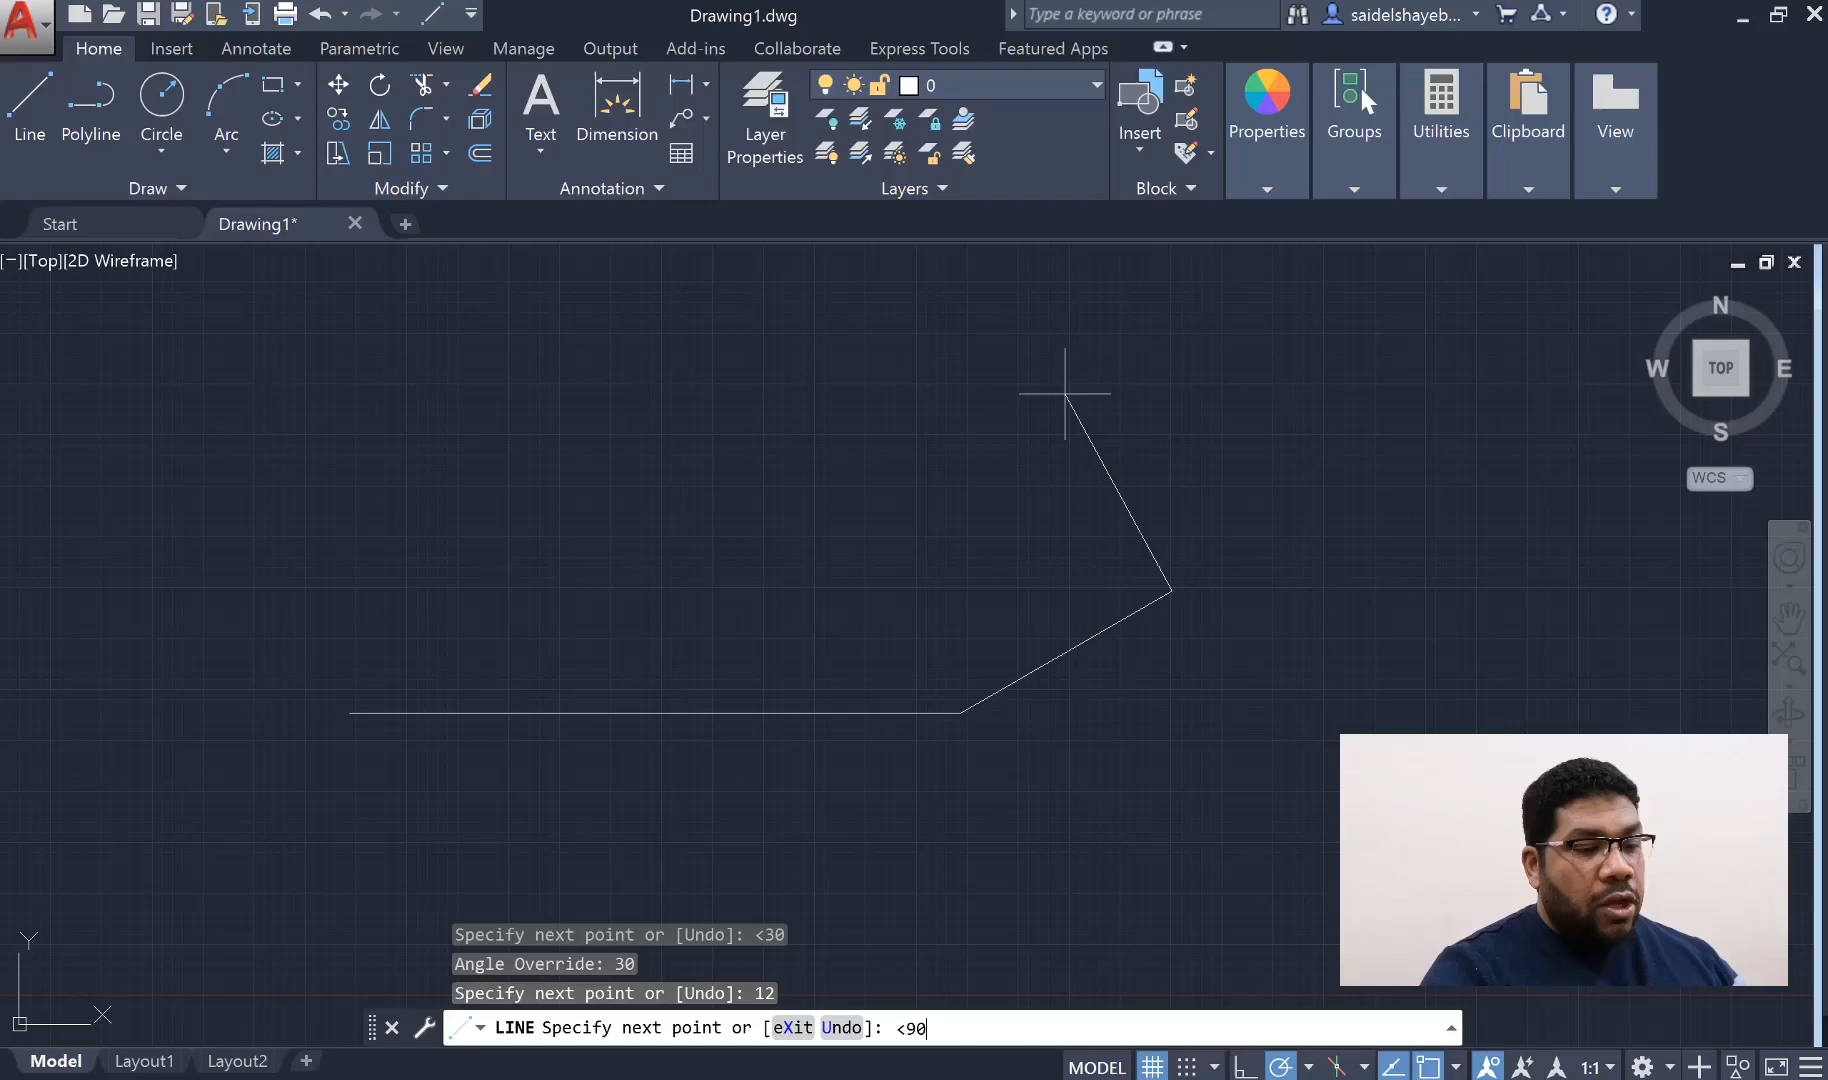 Drawing1.dwg
Type a keyword or phrase
saidelshayeb...
Home Insert Annotate Parametric View Manage Output Add-ins Collaborate Express Tools Featured Apps
0
Line Polyline Circle Arc
Text Dimension
Layer
Properties
Insert
Properties Groups Utilities Clipboard View
Draw Modify Annotation Layers Block
Start Drawing1*
[−][Top][2D Wireframe]
N
W TOP E
S
WCS
Y
X
Specify next point or [Undo]: <30
Angle Override: 30
Specify next point or [Undo]: 12
LINE Specify next point or [eXit Undo]: <90
Model Layout1 Layout2
MODEL 1:1